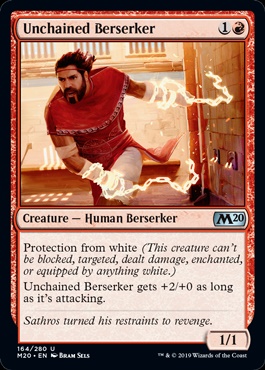 Unchained Berserker 1
Creature — Human Berserker M20
Protection from white (This creature can't
be blocked, targeted, dealt damage, enchanted,
or equipped by anything white.)
Unchained Berserker gets +2/+0 as long
as it's attacking.
Sathros turned his restraints to revenge.
1/1
164/280 U
M20 • EN Bram Sels ™ & © 2019 Wizards of the Coast